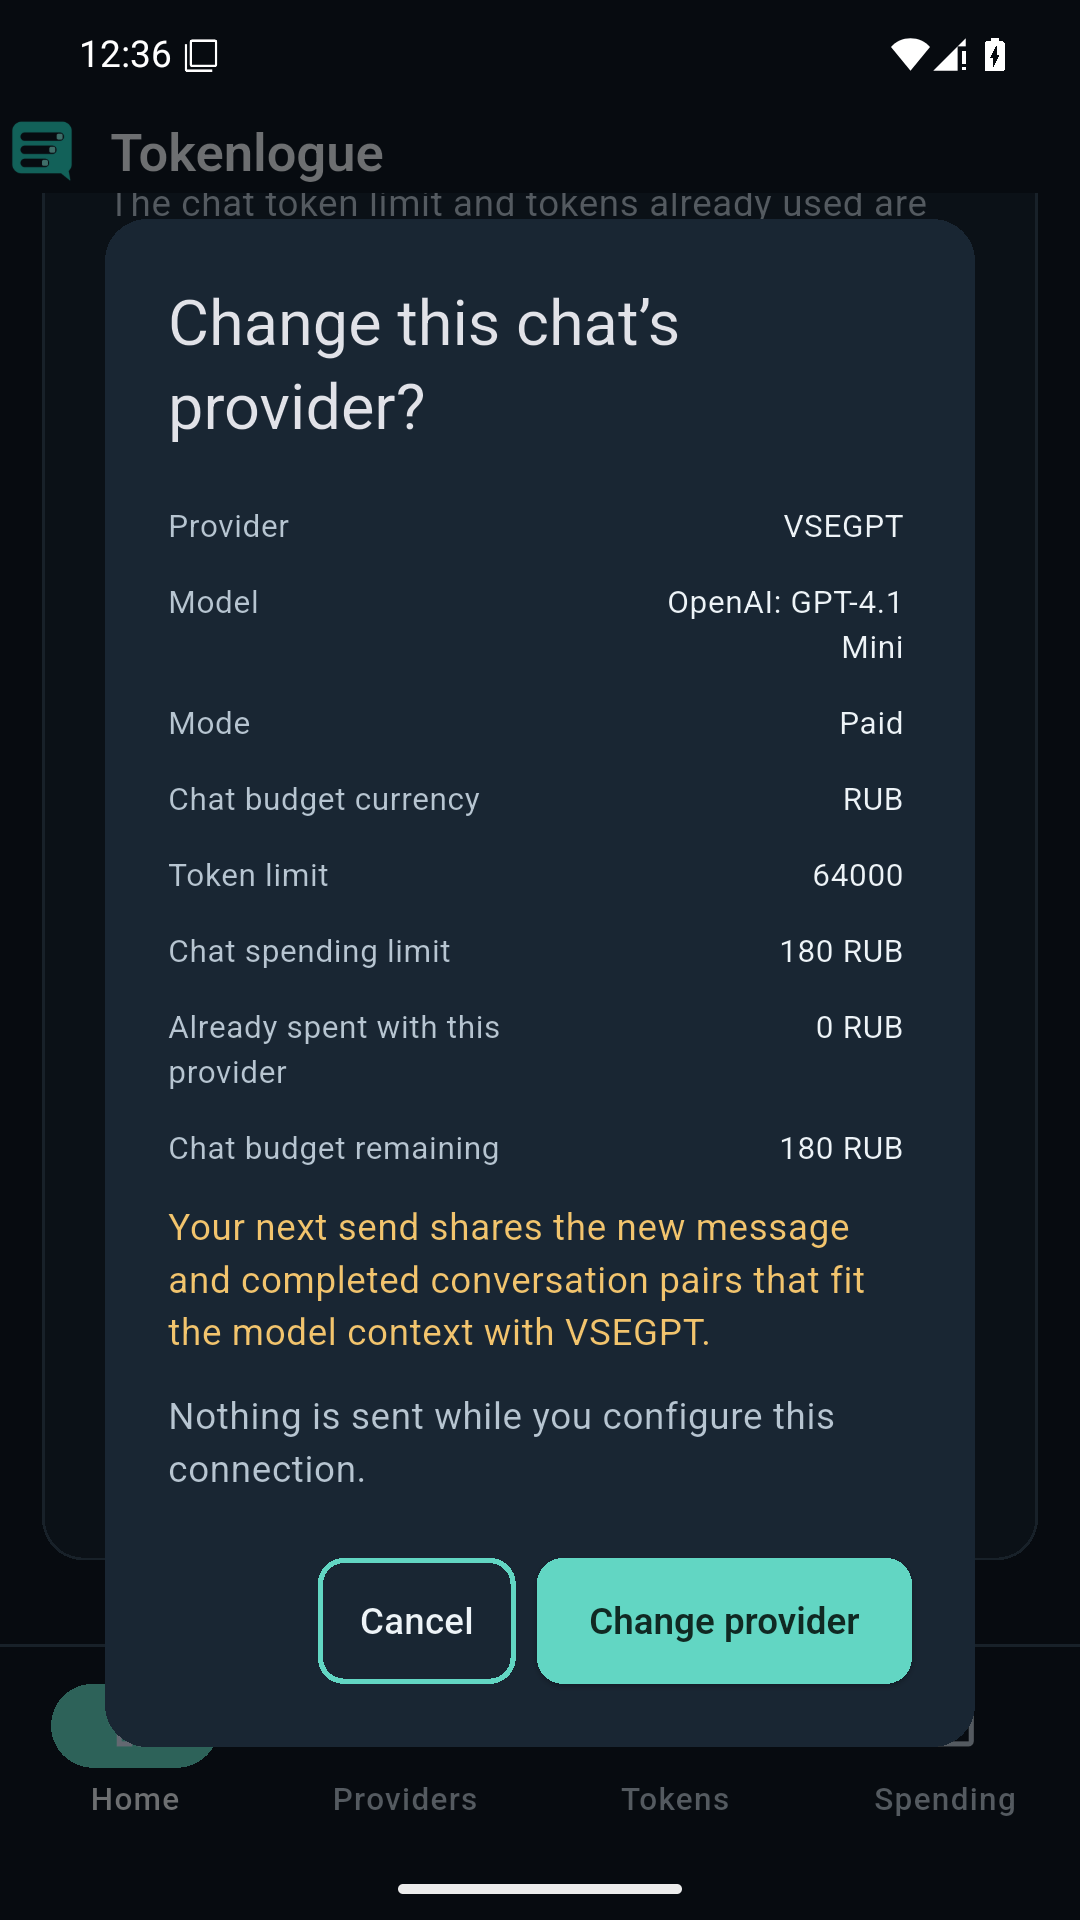 12:36
Tokenlogue
The chat token limit and tokens already used are
Change this chat’s
provider?
Provider VSEGPT
Model OpenAI: GPT-4.1
Mini
Mode Paid
Chat budget currency RUB
Token limit 64000
Chat spending limit 180 RUB
Already spent with this 0 RUB
provider
Chat budget remaining 180 RUB
Your next send shares the new message
and completed conversation pairs that fit
the model context with VSEGPT.
Nothing is sent while you configure this
connection.
Cancel Change provider
Home Providers Tokens Spending